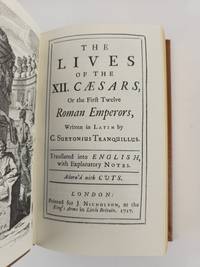 THE
LIVES
OF THE
XII. CÆSARS,
Or the First Twelve
Roman Emperors,
Written in LATIN by
C. SUETONIUS TRANQUILLUS.
Translated into ENGLISH,
with Explanatory NOTES.
Adorn'd with CUTS.
LONDON:
Printed for J. NICHOLSON, at the
King's Arms in Little Britain. 1717.